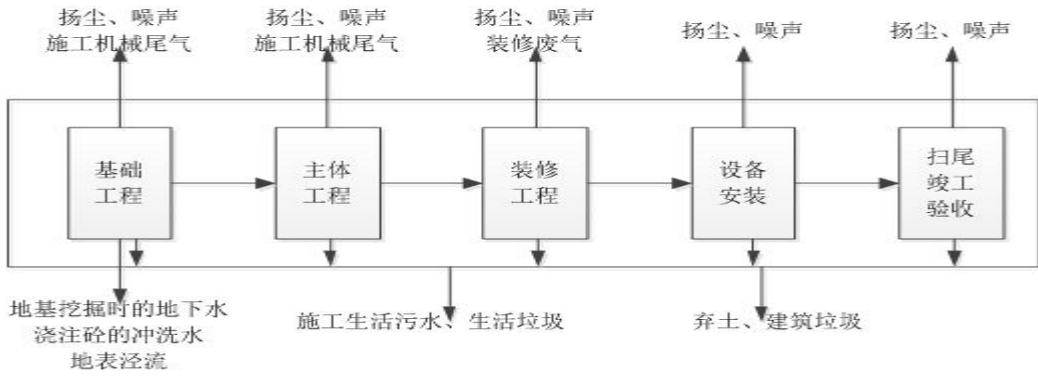 扬尘、噪声
施工机械尾气
扬尘、噪声
施工机械尾气
扬尘、噪声
装修废气
扬尘、噪声
扬尘、噪声
基础
工程
主体
工程
装修
工程
设备
安装
扫尾
竣工
验收
地基挖掘时的地下水
浇注砼的冲洗水
地表泾流
施工生活污水、生活垃圾
弃土、建筑垃圾